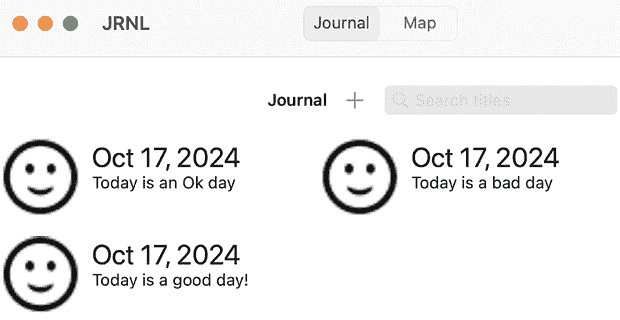 JRNL
Journal Map
Journal + Search titles
Oct 17, 2024
Today is an Ok day
Oct 17, 2024
Today is a bad day
Oct 17, 2024
Today is a good day!